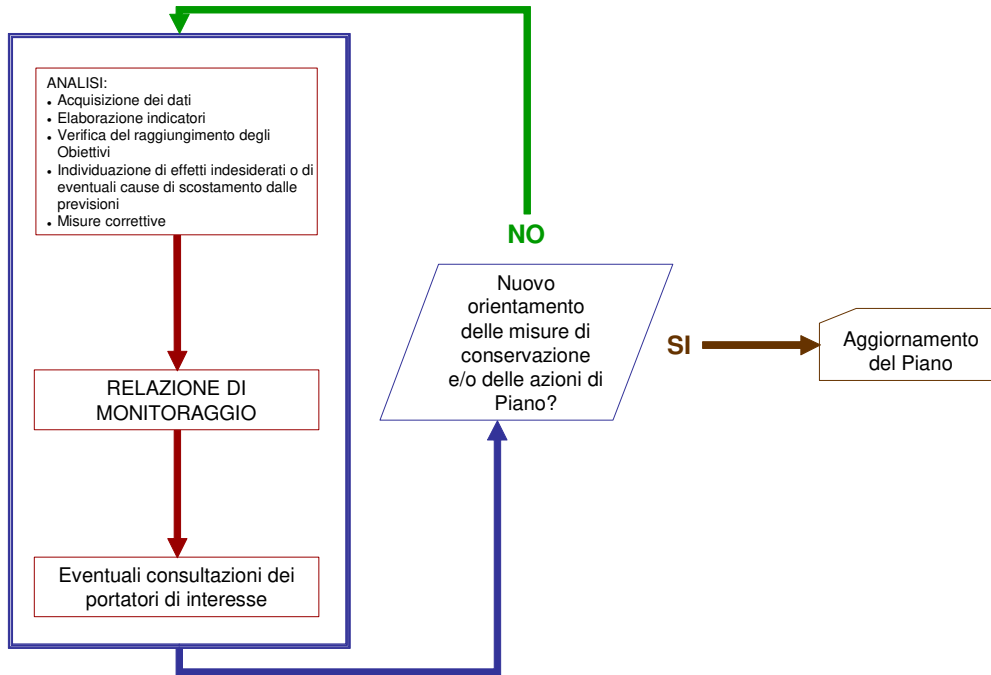 ANALISI:
• Acquisizione dei dati
• Elaborazione indicatori
• Verifica del raggiungimento degli
Obiettivi
• Individuazione di effetti indesiderati o di
eventuali cause di scostamento dalle
previsioni
• Misure correttive
RELAZIONE DI
MONITORAGGIO
Eventuali consultazioni dei
portatori di interesse
NO
Nuovo
orientamento
delle misure di
conservazione
e/o delle azioni di
Piano?
SI
Aggiornamento
del Piano